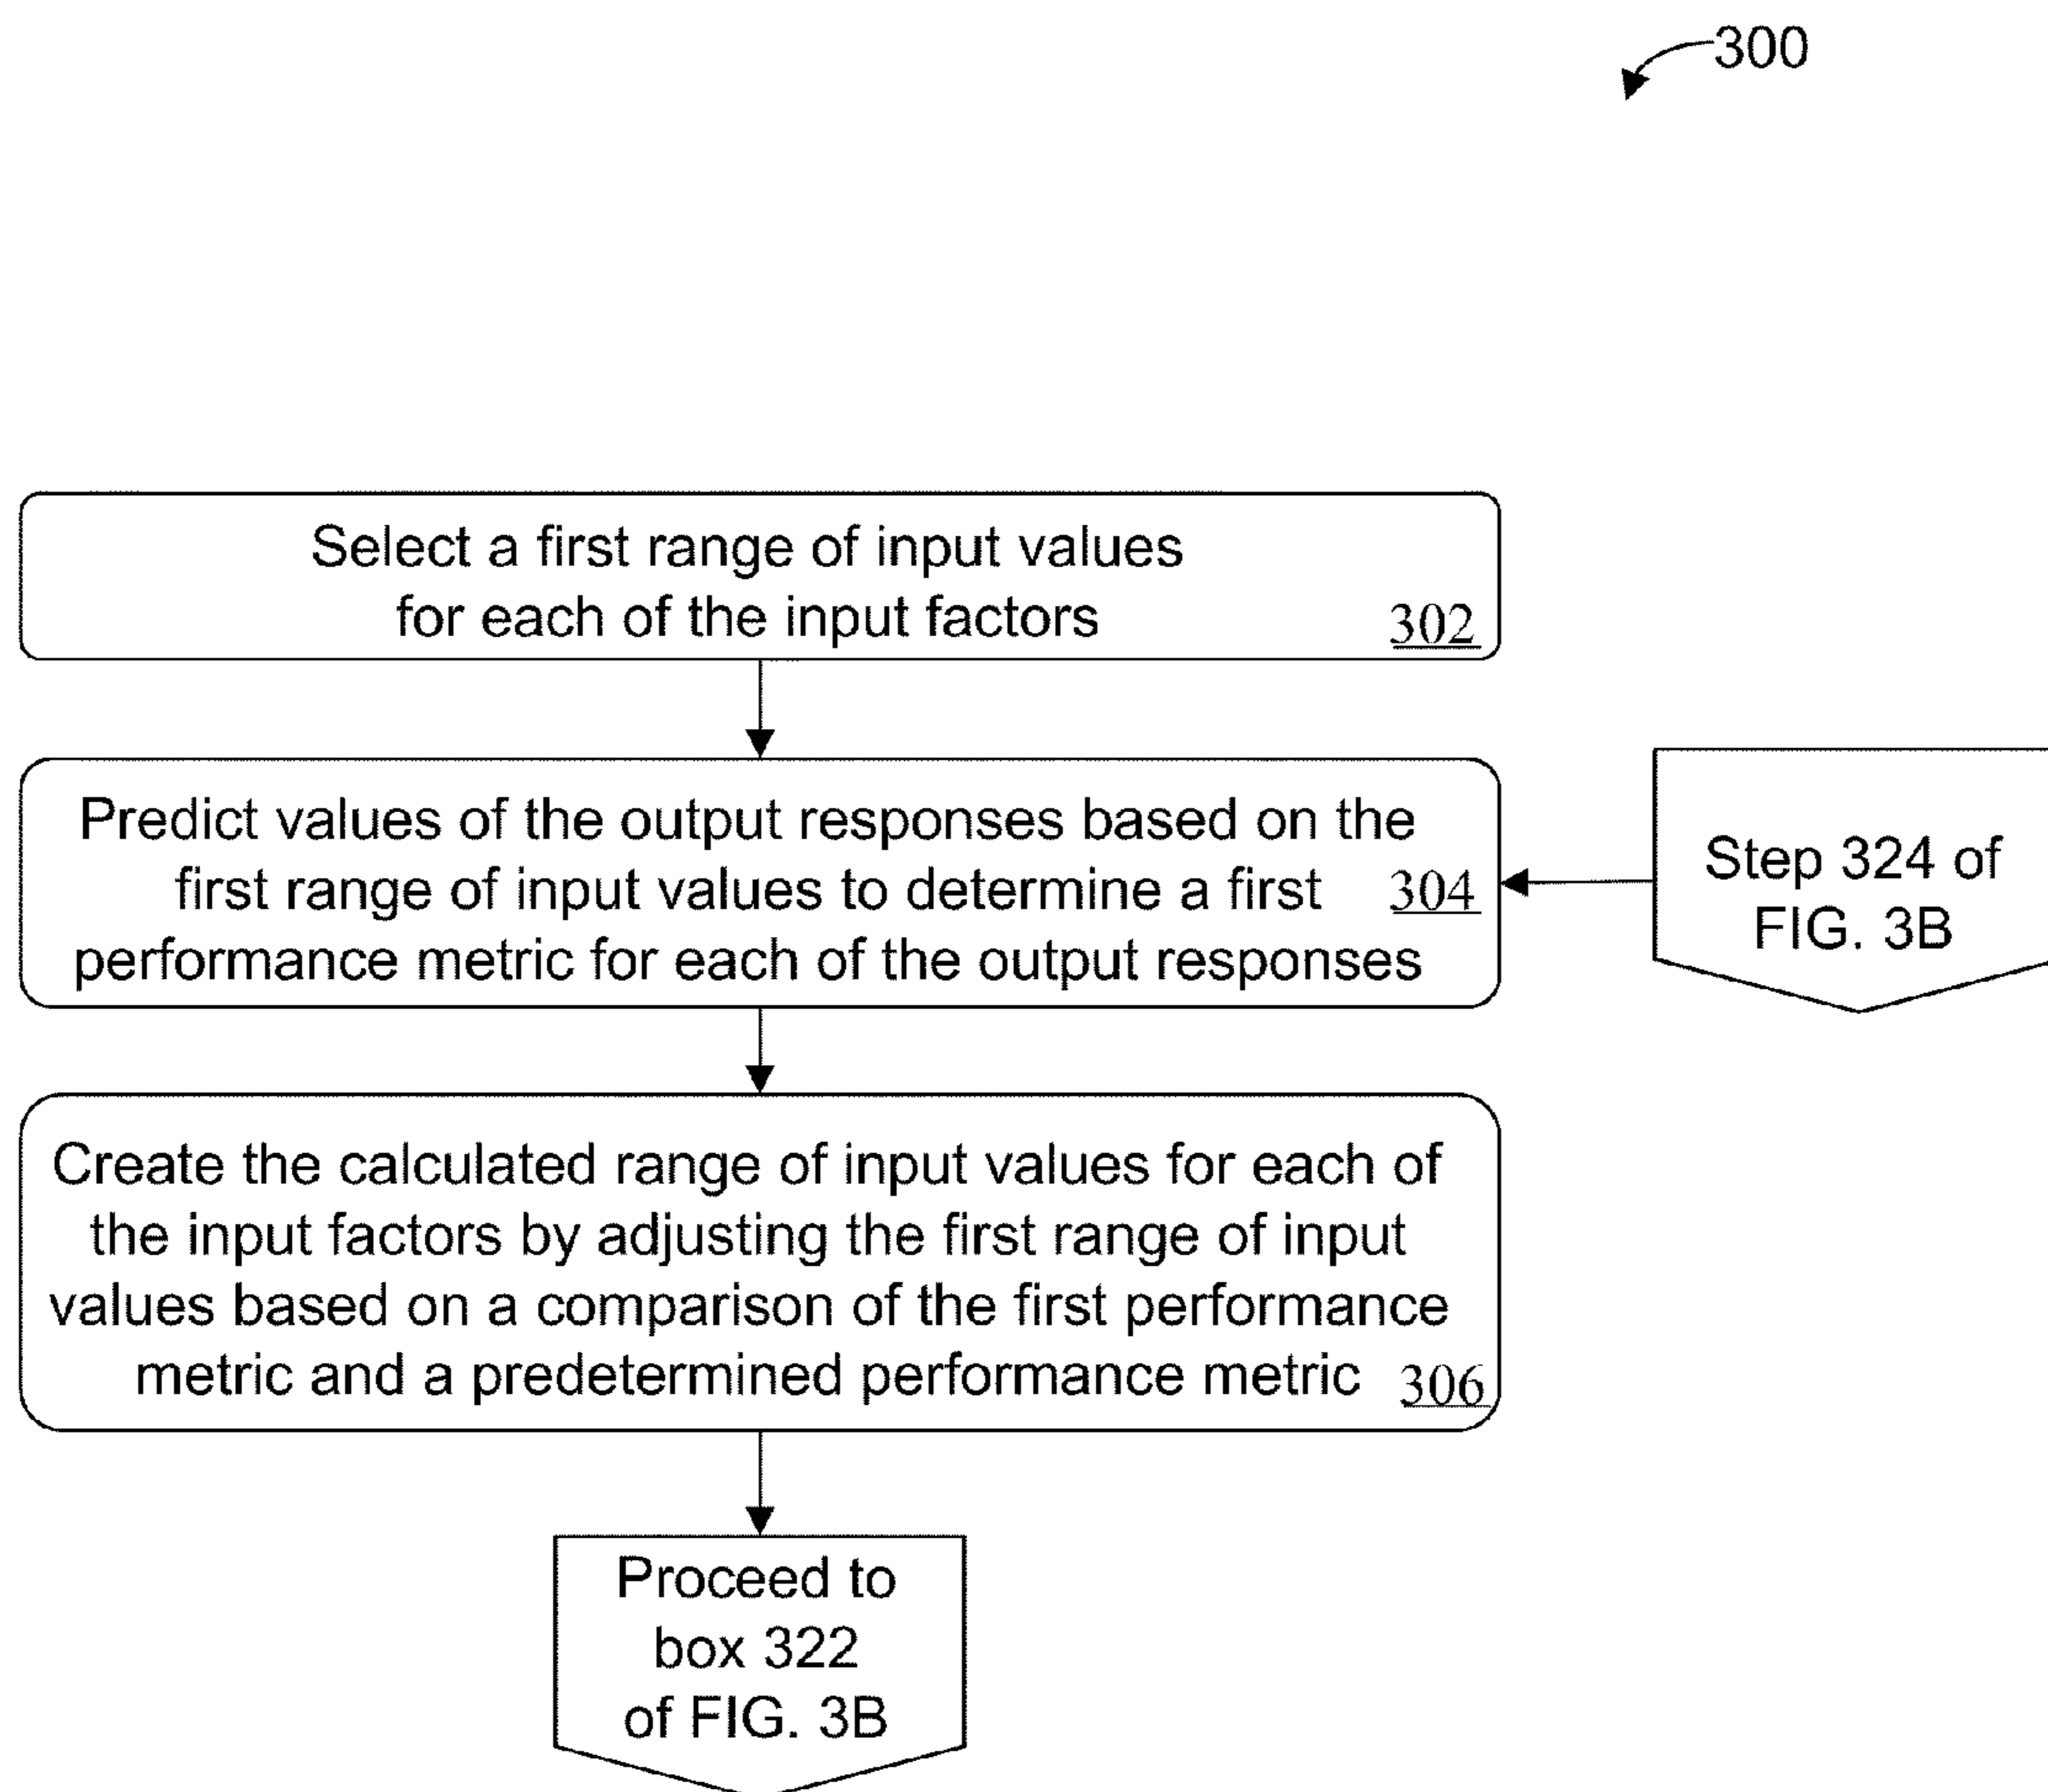 300
Select a first range of input values
for each of the input factors
302
Predict values of the output responses based on the
first range of input values to determine a first
304
performance metric for each of the output responses
Step 324 of
FIG. 3B
Create the calculated range of input values for each of
the input factors by adjusting the first range of input
values based on a comparison of the first performance
metric and a predetermined performance metric
306
Proceed to
box 322
of FIG. 3B